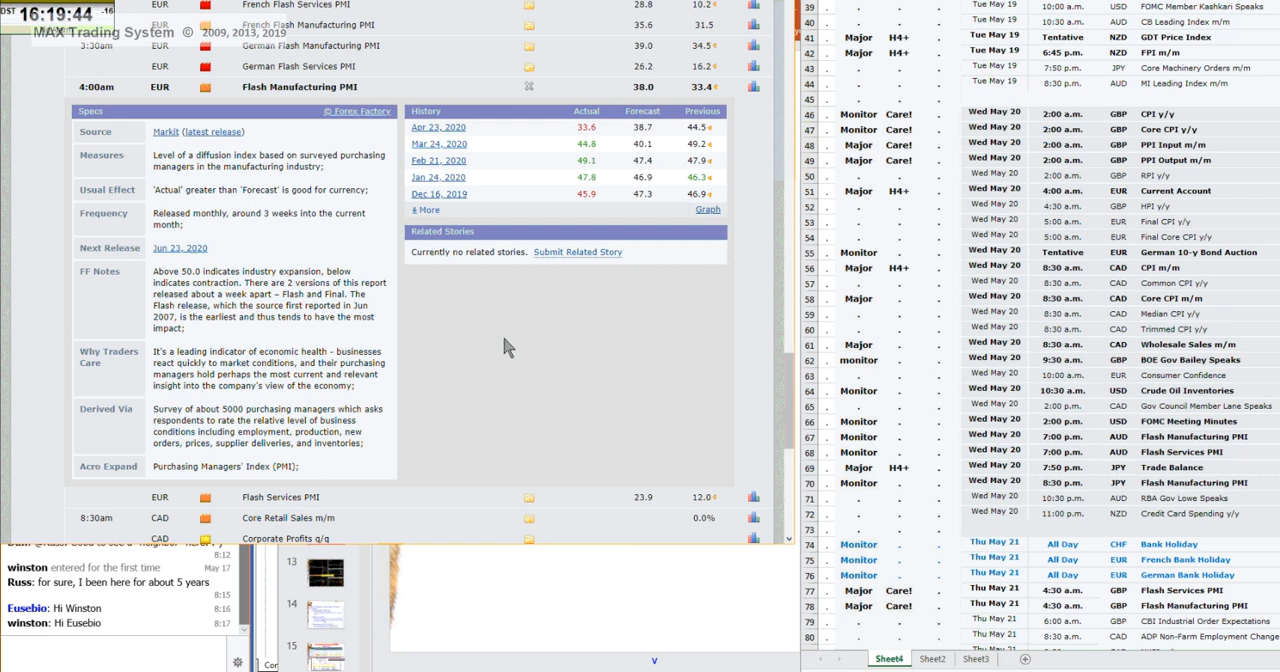 DST 16:19:44 -16
MAX Trading System © 2009, 2013, 2019
EUR French Flash Services PMI 28.8 10.2
EUR French Flash Manufacturing PMI 35.6 31.5
3:30am EUR German Flash Manufacturing PMI 39.0 34.5
EUR German Flash Services PMI 26.2 16.2
4:00am EUR Flash Manufacturing PMI 38.0 33.4
Specs © Forex Factory
Source Markit (latest release)
Measures Level of a diffusion index based on surveyed purchasing
managers in the manufacturing industry;
Usual Effect 'Actual' greater than 'Forecast' is good for currency;
Frequency Released monthly, around 3 weeks into the current
month;
Next Release Jun 23, 2020
FF Notes Above 50.0 indicates industry expansion, below
indicates contraction. There are 2 versions of this report
released about a week apart – Flash and Final. The
Flash release, which the source first reported in Jun
2007, is the earliest and thus tends to have the most
impact;
Why Traders Care It's a leading indicator of economic health - businesses
react quickly to market conditions, and their purchasing
managers hold perhaps the most current and relevant
insight into the company's view of the economy;
Derived Via Survey of about 5000 purchasing managers which asks
respondents to rate the relative level of business
conditions including employment, production, new
orders, prices, supplier deliveries, and inventories;
Acro Expand Purchasing Managers' Index (PMI);
History Actual Forecast Previous
Apr 23, 2020 33.6 38.7 44.5
Mar 24, 2020 44.8 40.1 49.2
Feb 21, 2020 49.1 47.4 47.9
Jan 24, 2020 47.8 46.9 46.3
Dec 16, 2019 45.9 47.3 46.9
More Graph
Related Stories
Currently no related stories. Submit Related Story
EUR Flash Services PMI 23.9 12.0
8:30am CAD Core Retail Sales m/m 0.0%
CAD Corporate Profits q/q
8:12
winston entered for the first time May 17
Russ: for sure, I been here for about 5 years
8:15
Eusebio: Hi Winston 8:16
winston: Hi Eusebio 8:17
13
14
15
Con
V
39 . . . . Tue May 19 10:00 a.m. USD FOMC Member Kashkari Speaks
40 . . . . Tue May 19 10:30 a.m. AUD CB Leading Index m/m
41 . Major H4+ . Tue May 19 Tentative NZD GDT Price Index
42 . Major H4+ . Tue May 19 6:45 p.m. NZD FPI m/m
43 . . . . Tue May 19 7:50 p.m. JPY Core Machinery Orders m/m
44 . . . . Tue May 19 8:30 p.m. AUD MI Leading Index m/m
45 . . . .
46 . Monitor Care! . Wed May 20 2:00 a.m. GBP CPI y/y
47 . Monitor Care! . Wed May 20 2:00 a.m. GBP Core CPI y/y
48 . Major Care! . Wed May 20 2:00 a.m. GBP PPI Input m/m
49 . Major Care! . Wed May 20 2:00 a.m. GBP PPI Output m/m
50 . . . . Wed May 20 2:00 a.m. GBP RPI y/y
51 . Major H4+ . Wed May 20 4:00 a.m. EUR Current Account
52 . . . . Wed May 20 4:30 a.m. GBP HPI y/y
53 . . . . Wed May 20 5:00 a.m. EUR Final CPI y/y
54 . . . . Wed May 20 5:00 a.m. EUR Final Core CPI y/y
55 . Monitor . . Wed May 20 Tentative EUR German 10-y Bond Auction
56 . Major H4+ . Wed May 20 8:30 a.m. CAD CPI m/m
57 . . . . Wed May 20 8:30 a.m. CAD Common CPI y/y
58 . Major . . Wed May 20 8:30 a.m. CAD Core CPI m/m
59 . . . . Wed May 20 8:30 a.m. CAD Median CPI y/y
60 . . . . Wed May 20 8:30 a.m. CAD Trimmed CPI y/y
61 . Major . . Wed May 20 8:30 a.m. CAD Wholesale Sales m/m
62 . monitor . . Wed May 20 9:30 a.m. GBP BOE Gov Bailey Speaks
63 . . . . Wed May 20 10:00 a.m. EUR Consumer Confidence
64 . Monitor . . Wed May 20 10:30 a.m. USD Crude Oil Inventories
65 . . . . Wed May 20 2:00 p.m. CAD Gov Council Member Lane Speaks
66 . Monitor . . Wed May 20 2:00 p.m. USD FOMC Meeting Minutes
67 . Monitor . . Wed May 20 7:00 p.m. AUD Flash Manufacturing PMI
68 . Monitor . . Wed May 20 7:00 p.m. AUD Flash Services PMI
69 . Major H4+ . Wed May 20 7:50 p.m. JPY Trade Balance
70 . Monitor . . Wed May 20 8:30 p.m. JPY Flash Manufacturing PMI
71 . . . . Wed May 20 10:30 p.m. AUD RBA Gov Lowe Speaks
72 . . . . Wed May 20 11:00 p.m. NZD Credit Card Spending y/y
73 . . . .
74 . Monitor . . Thu May 21 All Day CHF Bank Holiday
75 . Monitor . . Thu May 21 All Day EUR French Bank Holiday
76 . Monitor . . Thu May 21 All Day EUR German Bank Holiday
77 . Major Care! . Thu May 21 4:30 a.m. GBP Flash Services PMI
78 . Major Care! . Thu May 21 4:30 a.m. GBP Flash Manufacturing PMI
79 . . . . Thu May 21 6:00 a.m. GBP CBI Industrial Order Expectations
80 . . . . Thu May 21 8:30 a.m. CAD ADP Non-Farm Employment Change
Sheet4 Sheet2 Sheet3